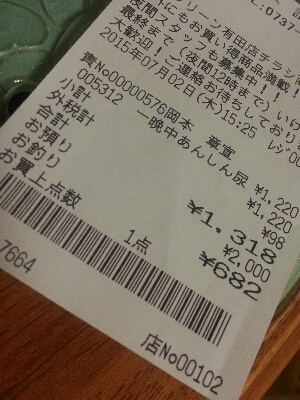 L:0737-
リーン有田店チラシ
にもお買い得商品満載!
夜間スタッフも募集中!!
最終まで(夜間12時まで)いけ
大歓迎!ご連絡お待ちしており
2015年07月02日(木)15:25 レジ:00
責No00000576岡本 章宣
005312 一晩中あんしん尿 ¥1,220
小計 ¥1,220
外税計 ¥98
合計 ¥1,318
お預り ¥2,000
お釣り ¥682
お買上点数 1点
7664
店No00102